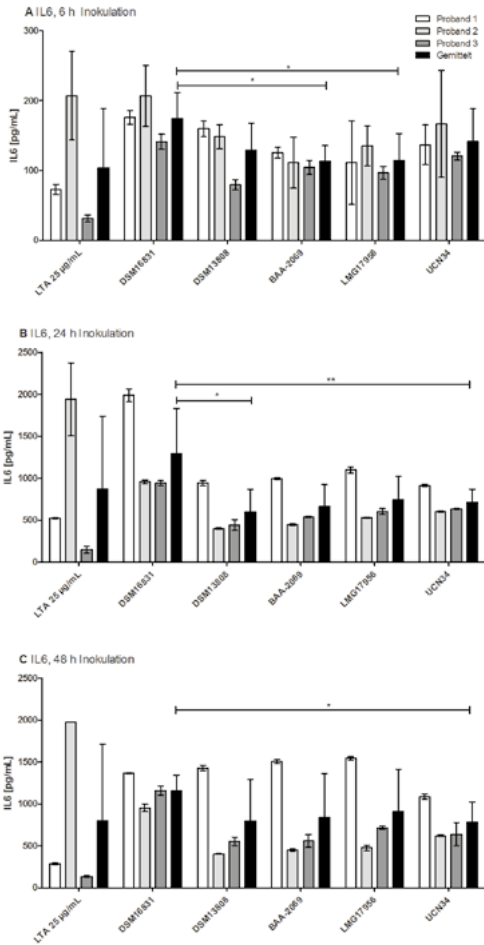 A IL6, 6 h Inokulation
Proband 1
Proband 2
Proband 3
Gemittelt
IL6 [pg/mL]
300
200
100
0
*
*
LTA 25 µg/mL
DSM16831
DSM13808
BAA-2069
LMG17956
UCN34
B IL6, 24 h Inokulation
IL6 [pg/mL]
2500
2000
1500
1000
500
0
**
*
LTA 25 µg/mL
DSM16831
DSM13808
BAA-2069
LMG17956
UCN34
C IL6, 48 h Inokulation
IL6 [pg/mL]
2500
2000
1500
1000
500
0
*
LTA 25 µg/mL
DSM16831
DSM13808
BAA-2069
LMG17956
UCN34